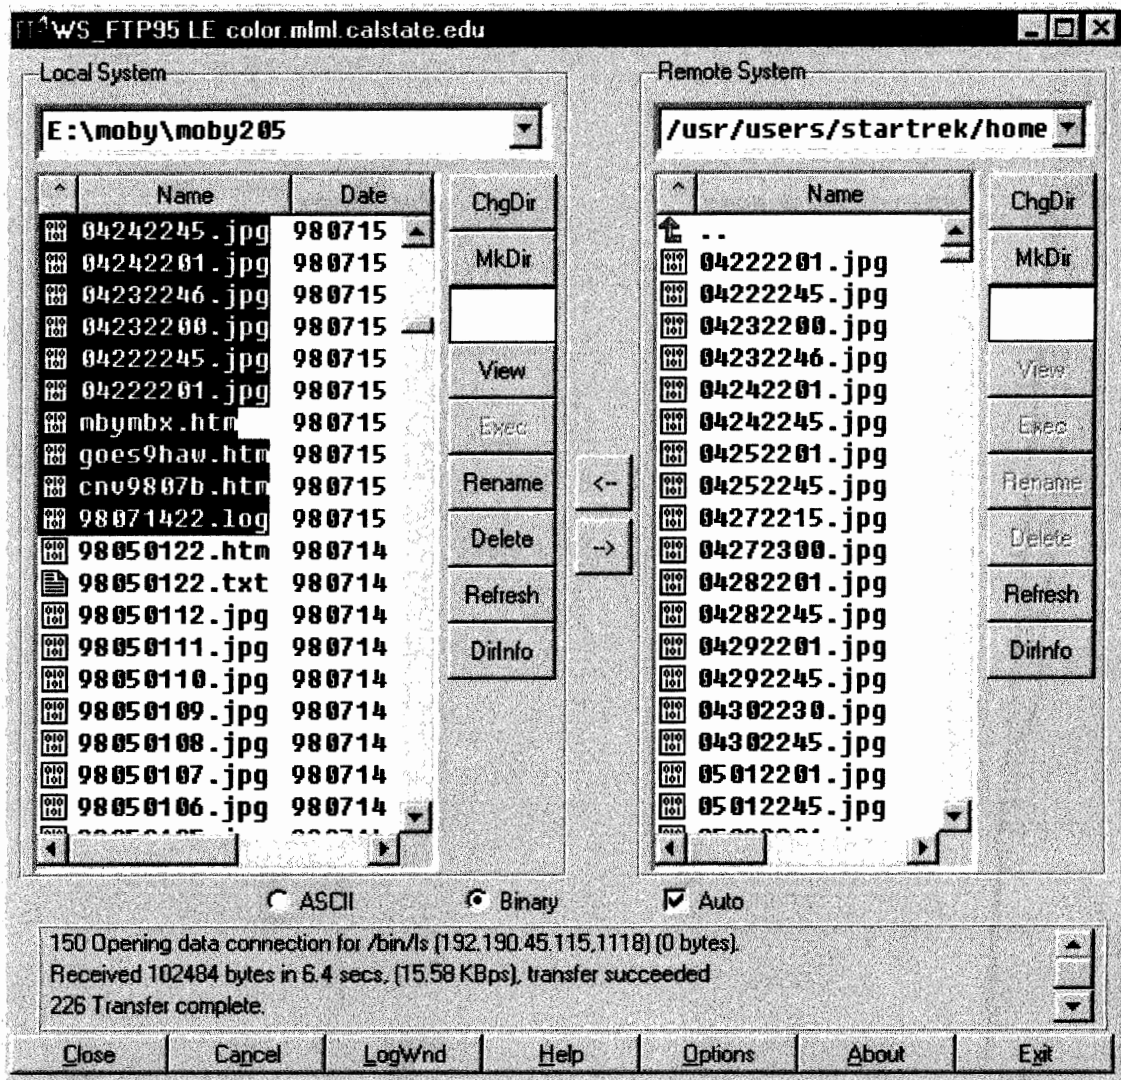 WS_FTP95 LE color.mlml.calstate.edu
Local System
E:\moby\moby205
^ Name Date
04242245.jpg 980715
04242201.jpg 980715
04232246.jpg 980715
04232200.jpg 980715
04222245.jpg 980715
04222201.jpg 980715
mbymbx.htm 980715
goes9haw.htm 980715
cnv9807b.htm 980715
98071422.log 980715
98050122.htm 980714
98050122.txt 980714
98050112.jpg 980714
98050111.jpg 980714
98050110.jpg 980714
98050109.jpg 980714
98050108.jpg 980714
98050107.jpg 980714
98050106.jpg 980714
ChgDir
MkDir
View
Exec
Rename
Delete
Refresh
DirInfo
<--
-->
Remote System
/usr/users/startrek/home
^ Name
..
04222201.jpg
04222245.jpg
04232200.jpg
04232246.jpg
04242201.jpg
04242245.jpg
04252201.jpg
04252245.jpg
04272215.jpg
04272300.jpg
04282201.jpg
04282245.jpg
04292201.jpg
04292245.jpg
04302230.jpg
04302245.jpg
05012201.jpg
05012245.jpg
ChgDir
MkDir
View
Exec
Rename
Delete
Refresh
DirInfo
ASCII Binary Auto
150 Opening data connection for /bin/ls (192.190.45.115,1118) (0 bytes).
Received 102484 bytes in 6.4 secs, (15.58 KBps), transfer succeeded
226 Transfer complete.
Close Cancel LogWnd Help Options About Exit